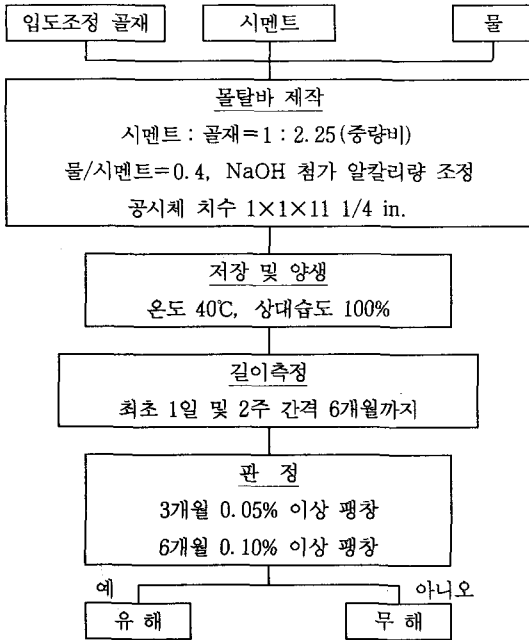 입도조정 골재
시멘트
물
몰탈바 제작
시멘트 : 골재=1 : 2.25(중량비)
물/시멘트=0.4, NaOH 첨가 알칼리량 조정
공시체 치수 1×1×11 1/4 in.
저장 및 양생
온도 40℃, 상대습도 100%
길이측정
최초 1일 및 2주 간격 6개월까지
판 정
3개월 0.05% 이상 팽창
6개월 0.10% 이상 팽창
예
아니오
유 해
무 해